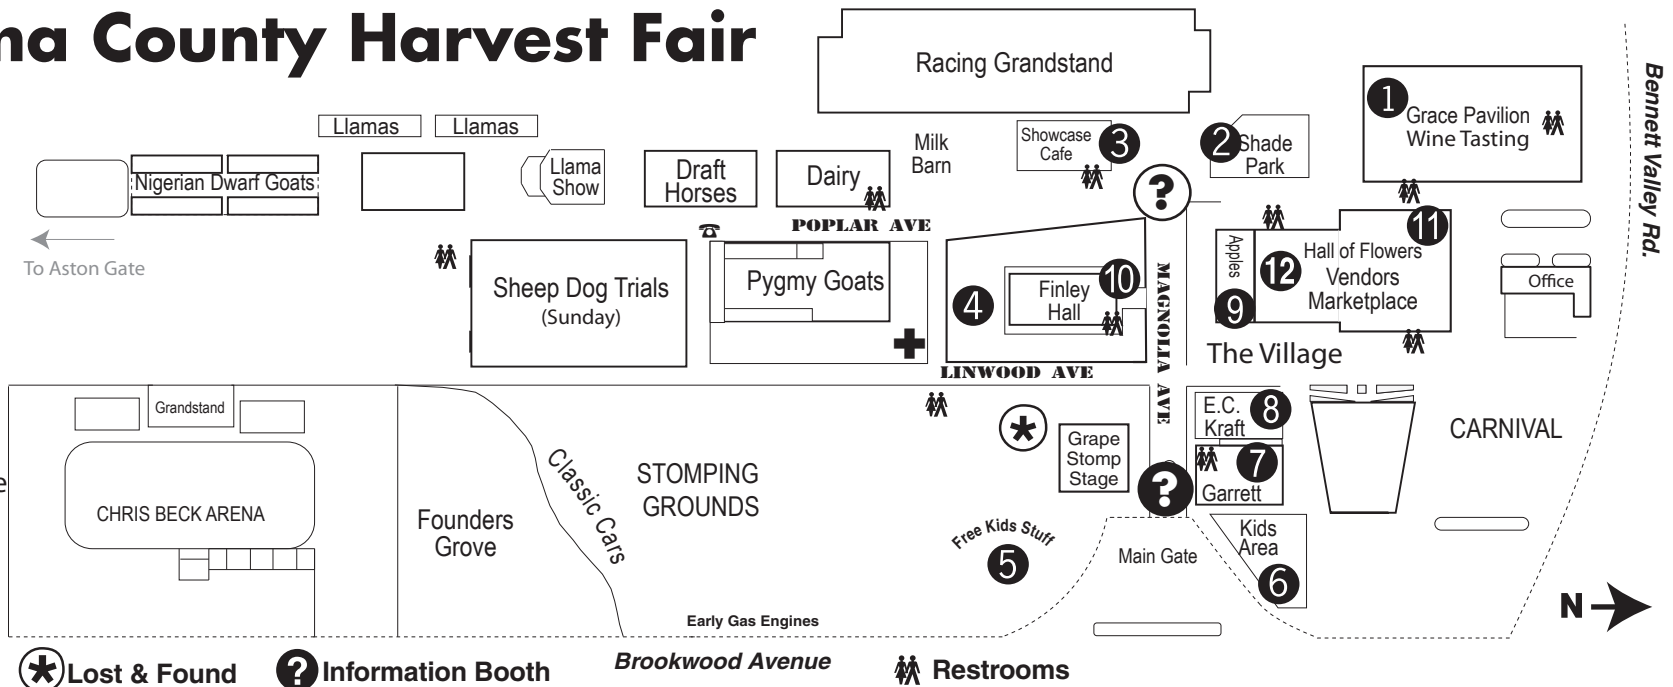 na County Harvest Fair
Racing Grandstand
1
Grace Pavilion
Wine Tasting
Bennett Valley Rd.
Llamas
Llamas
Milk
Barn
Showcase
Cafe
3
2
Shade
Park
Nigerian Dwarf Goats
Llama
Show
Draft
Horses
Dairy
?
POPLAR AVE
To Aston Gate
Sheep Dog Trials
(Sunday)
Pygmy Goats
4
Finley
Hall
10
MAGNOLIA AVE
Apples
9
12
11
Hall of Flowers
Vendors
Marketplace
Office
The Village
LINWOOD AVE
Grandstand
CHRIS BECK ARENA
Founders
Grove
Classic Cars
STOMPING
GROUNDS
*
Grape
Stomp
Stage
?
E.C.
Kraft
8
7
Garrett
CARNIVAL
Free Kids Stuff
5
Main Gate
Kids
Area
6
N
Early Gas Engines
* Lost & Found
? Information Booth
Brookwood Avenue
Restrooms